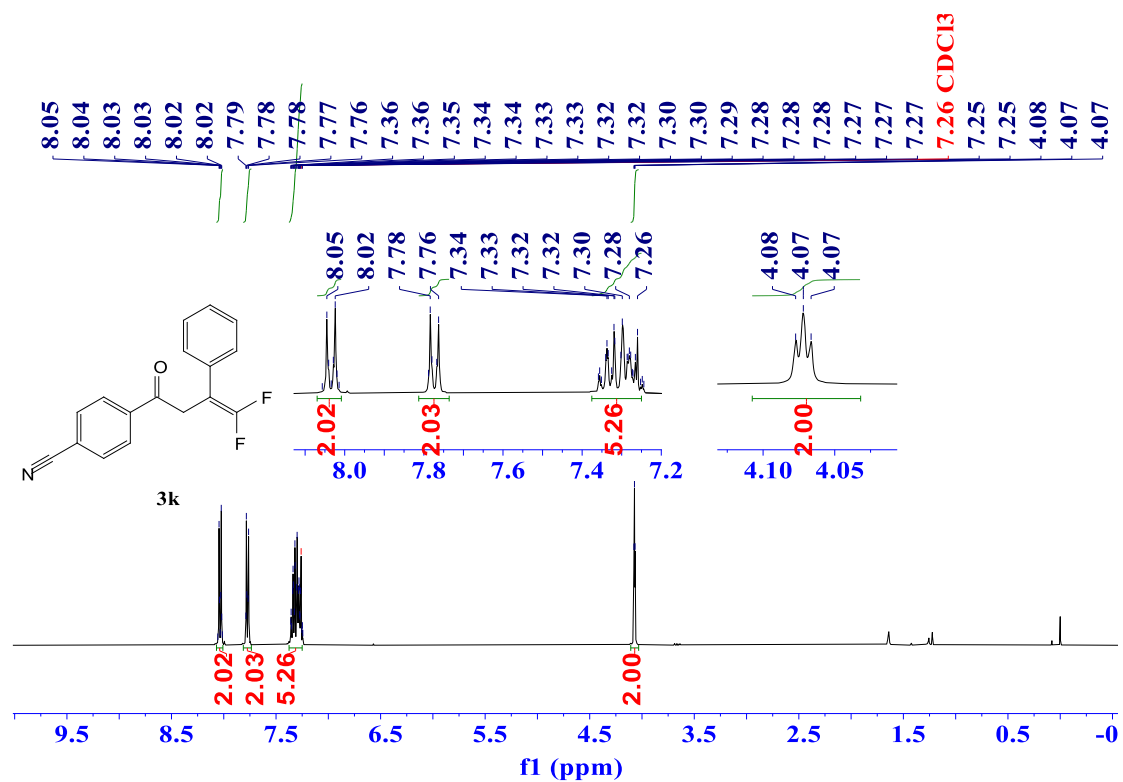 8.05 8.04 8.03 8.03 8.02 8.02 7.79 7.78 7.78 7.77 7.76 7.36 7.36 7.35 7.34 7.34 7.33 7.33 7.32 7.32 7.30 7.30 7.29 7.28 7.28 7.28 7.27 7.27 7.27 7.26 CDCl3 7.25 7.25 4.08 4.07 4.07
8.05 8.02 7.78 7.76 7.34 7.33 7.32 7.32 7.30 7.28 7.26
4.08 4.07 4.07
O
F
F
N
3k
2.02 2.03 5.26
2.00
8.0 7.8 7.6 7.4 7.2
4.10 4.05
2.02 2.03 5.26 2.00
9.5 8.5 7.5 6.5 5.5 4.5 3.5 2.5 1.5 0.5 -0
f1 (ppm)